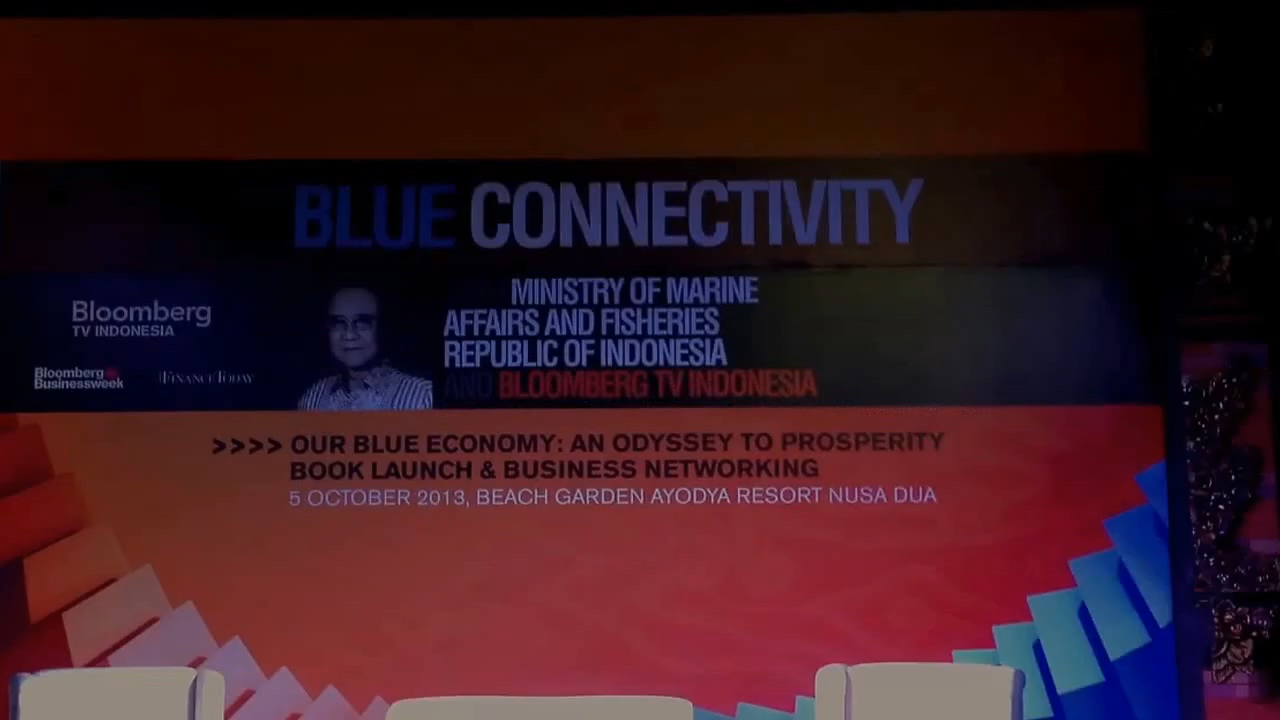 BLUE CONNECTIVITY
Bloomberg
TV INDONESIA
Bloomberg
Businessweek
FINANCETODAY
MINISTRY OF MARINE
AFFAIRS AND FISHERIES
REPUBLIC OF INDONESIA
AND BLOOMBERG TV INDONESIA
>>>> OUR BLUE ECONOMY: AN ODYSSEY TO PROSPERITY
BOOK LAUNCH & BUSINESS NETWORKING
5 OCTOBER 2013, BEACH GARDEN AYODYA RESORT NUSA DUA